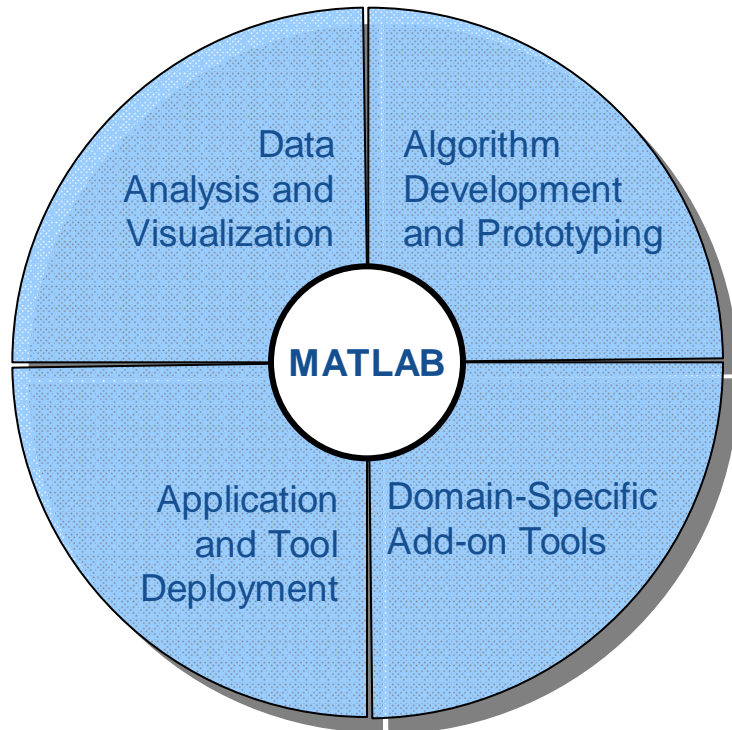 Data
Analysis and
Visualization
Algorithm
Development
and Prototyping
MATLAB
Application
and Tool
Deployment
Domain-Specific
Add-on Tools